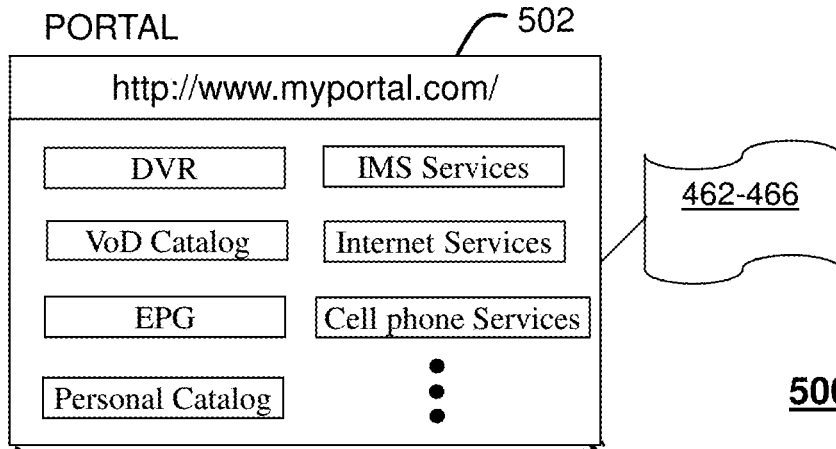 PORTAL
502
http://www.myportal.com/
DVR
IMS Services
VoD Catalog
Internet Services
EPG
Cell phone Services
Personal Catalog
462-466
500